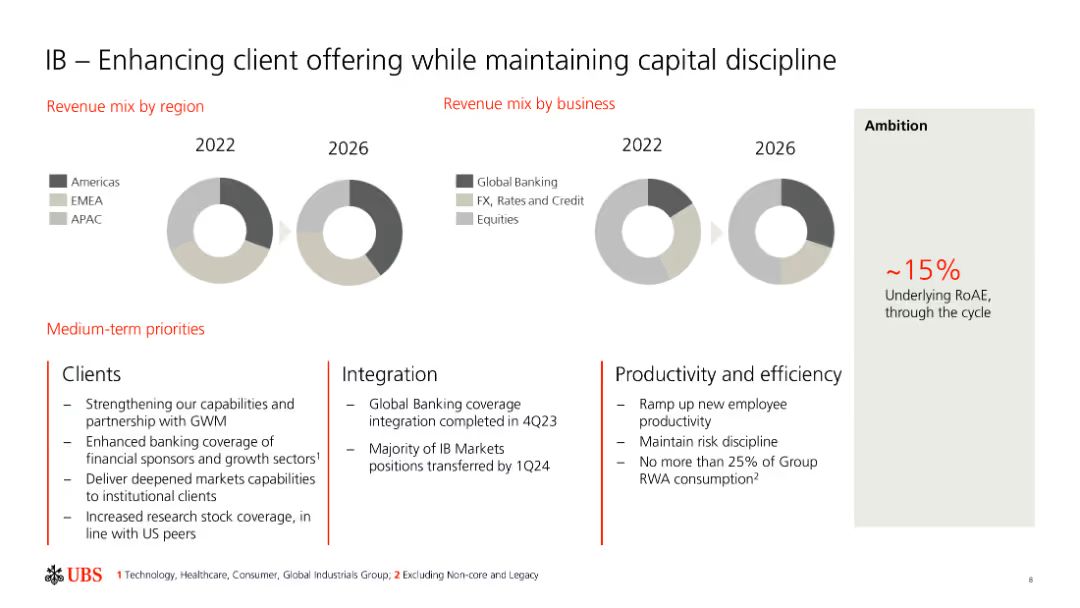 IB – Enhancing client offering while maintaining capital discipline
Revenue mix by region
2022
2026
Americas
EMEA
APAC
Revenue mix by business
2022
2026
Global Banking
FX, Rates and Credit
Equities
Ambition
~15%
Underlying RoAE,
through the cycle
Medium-term priorities
Clients
– Strengthening our capabilities and
partnership with GWM
– Enhanced banking coverage of
financial sponsors and growth sectors1
– Deliver deepened markets capabilities
to institutional clients
– Increased research stock coverage, in
line with US peers
Integration
– Global Banking coverage
integration completed in 4Q23
– Majority of IB Markets
positions transferred by 1Q24
Productivity and efficiency
– Ramp up new employee
productivity
– Maintain risk discipline
– No more than 25% of Group
RWA consumption2
UBS
1 Technology, Healthcare, Consumer, Global Industrials Group; 2 Excluding Non-core and Legacy